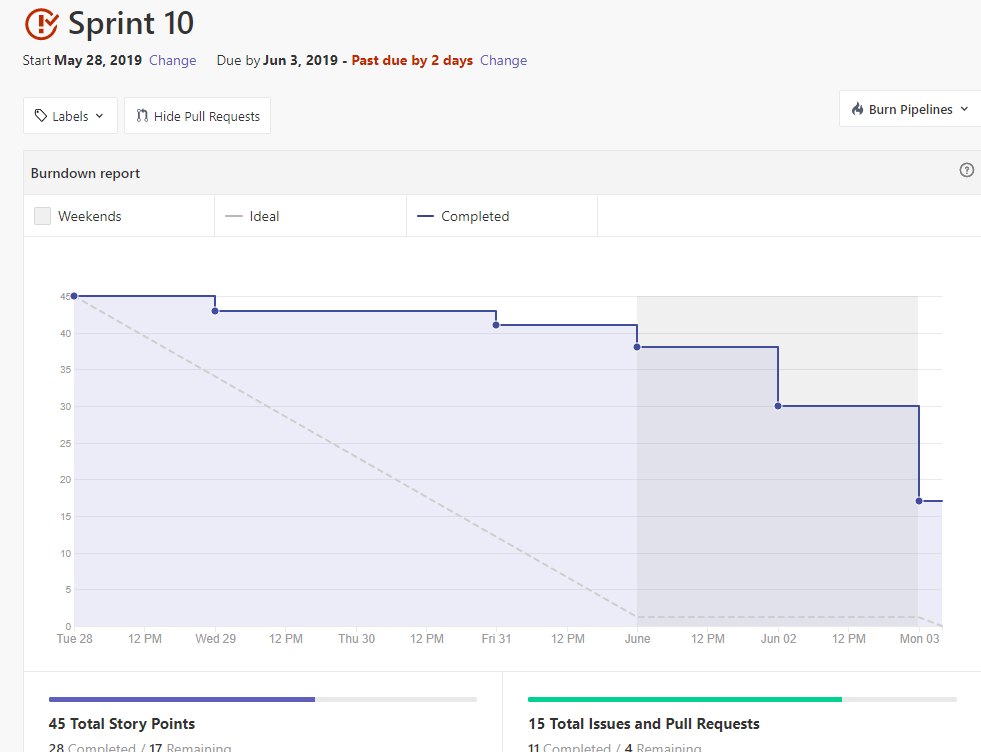 Sprint 10
Start May 28, 2019 Change Due by Jun 3, 2019 - Past due by 2 days Change
Labels Hide Pull Requests Burn Pipelines
Burndown report ?
Weekends Ideal Completed
45
40
35
30
25
20
15
10
5
0
Tue 28 12 PM Wed 29 12 PM Thu 30 12 PM Fri 31 12 PM June 12 PM Jun 02 12 PM Mon 03
45 Total Story Points 15 Total Issues and Pull Requests
28 Completed / 17 Remaining 11 Completed / 4 Remaining